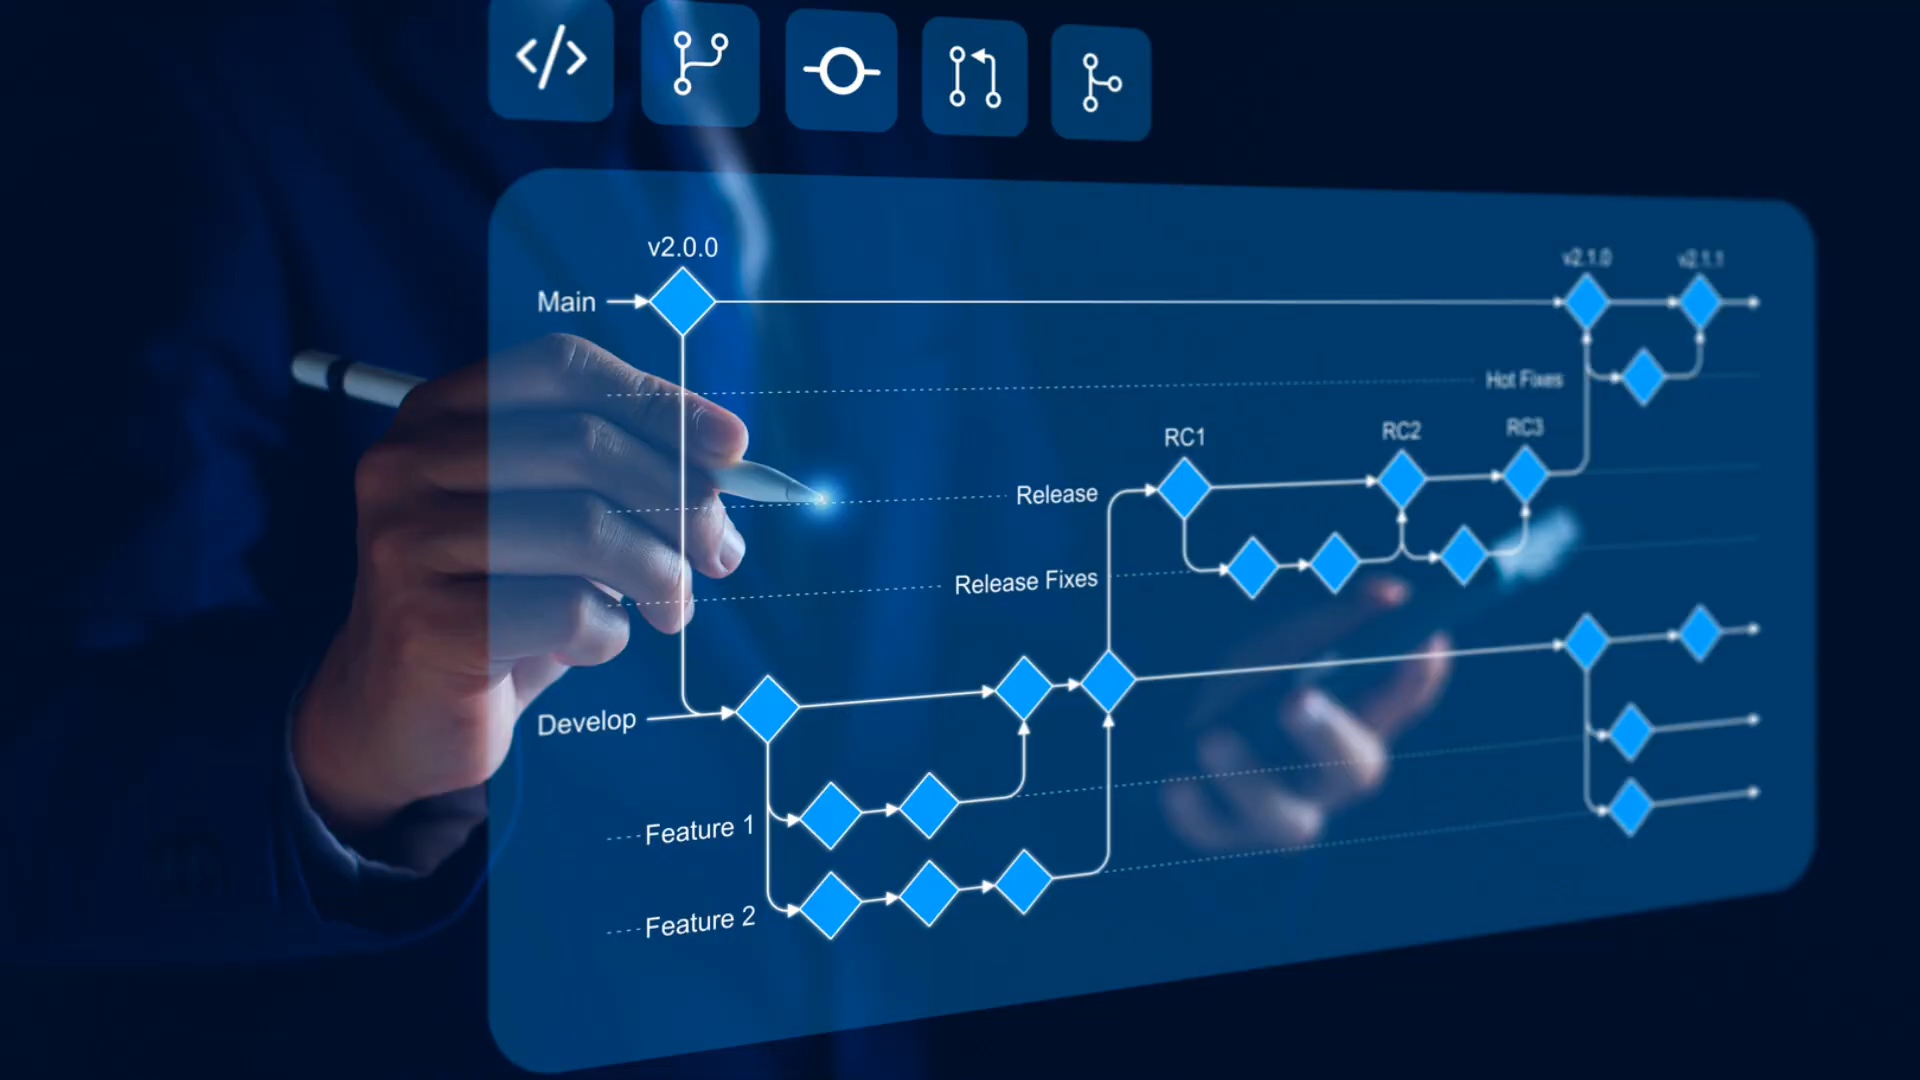 </>
v2.0.0
v2.1.0
v2.1.1
Main
Hot Fixes
RC1
RC2
RC3
Release
Release Fixes
Develop
Feature 1
Feature 2